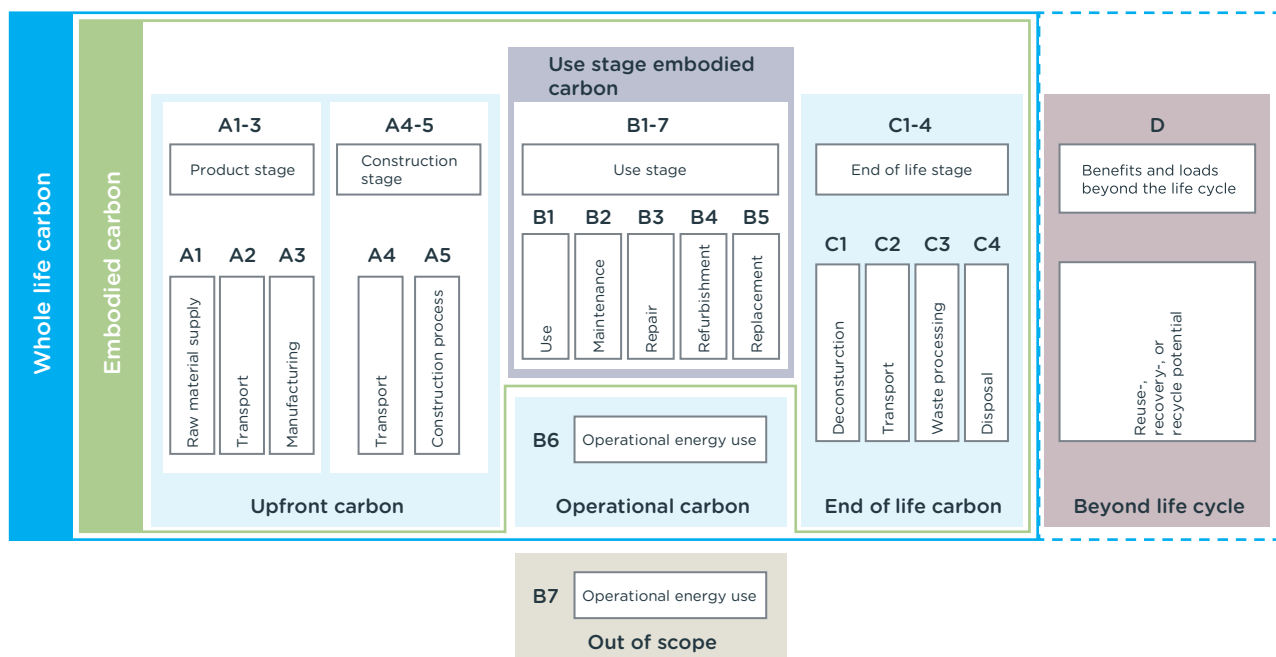 Whole life carbon
Embodied carbon
A1-3
Product stage
A1
Raw material supply
A2
Transport
A3
Manufacturing
A4-5
Construction
stage
A4
Transport
A5
Construction process
Upfront carbon
Use stage embodied
carbon
B1-7
Use stage
B1
Use
B2
Maintenance
B3
Repair
B4
Refurbishment
B5
Replacement
B6
Operational energy use
Operational carbon
C1-4
End of life stage
C1
Deconsturction
C2
Transport
C3
Waste processing
C4
Disposal
End of life carbon
D
Benefits and loads
beyond the life cycle
Reuse-,
recovery-, or
recycle potential
Beyond life cycle
B7
Operational energy use
Out of scope